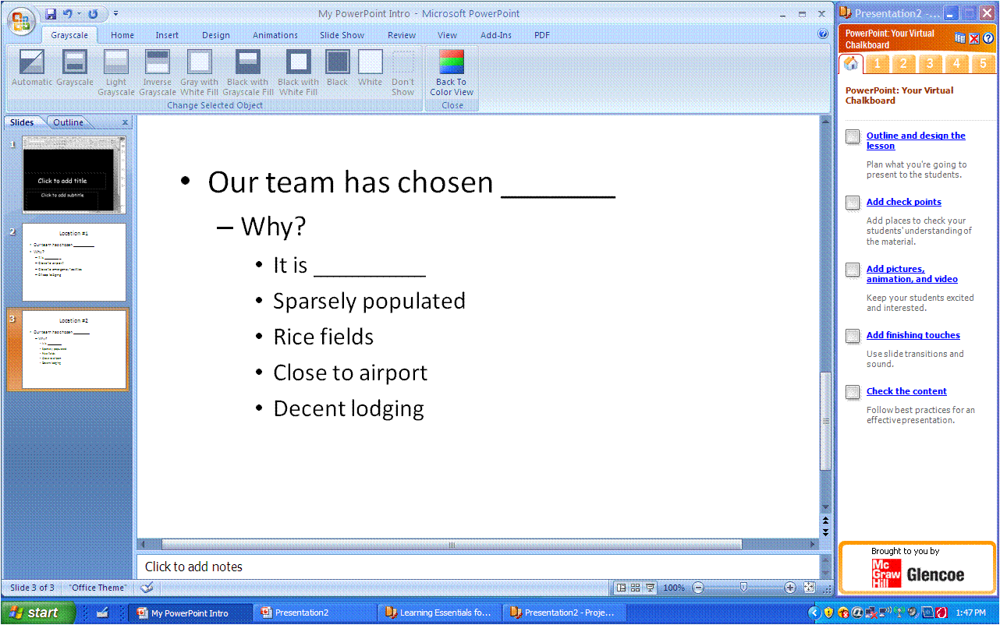 My PowerPoint Intro - Microsoft PowerPoint
Grayscale Home Insert Design Animations Slide Show Review View Add-Ins PDF
Automatic Grayscale Light Grayscale Inverse Grayscale Gray with White Fill Black with Grayscale Fill Black with White Fill Black White Don't Show
Change Selected Object
Back To Color View
Close
Slides Outline
1
Click to add title
Click to add subtitle
2
Location #1
Our team has chosen ________
Why?
It is ________
Close to airport
Close to emergency facilities
Close lodging
3
Location #2
Our team has chosen ________
Why?
It is ________
Sparsely populated
Rice fields
Close to airport
Decent lodging
• Our team has chosen ________
– Why?
• It is __________
• Sparsely populated
• Rice fields
• Close to airport
• Decent lodging
Click to add notes
Slide 3 of 3 "Office Theme" 100%
Presentation2 -...
PowerPoint: Your Virtual
Chalkboard
1 2 3 4 5
PowerPoint: Your Virtual
Chalkboard
Outline and design the
lesson
Plan what you're going to
present to the students.
Add check points
Add places to check your
students' understanding of
the material.
Add pictures,
animation, and video
Keep your students excited
and interested.
Add finishing touches
Use slide transitions and
sound.
Check the content
Follow best practices for an
effective presentation.
Brought to you by
Mc
Graw
Hill
Glencoe
start My PowerPoint Intro Presentation2 Learning Essentials fo... Presentation2 - Proje... 1:47 PM